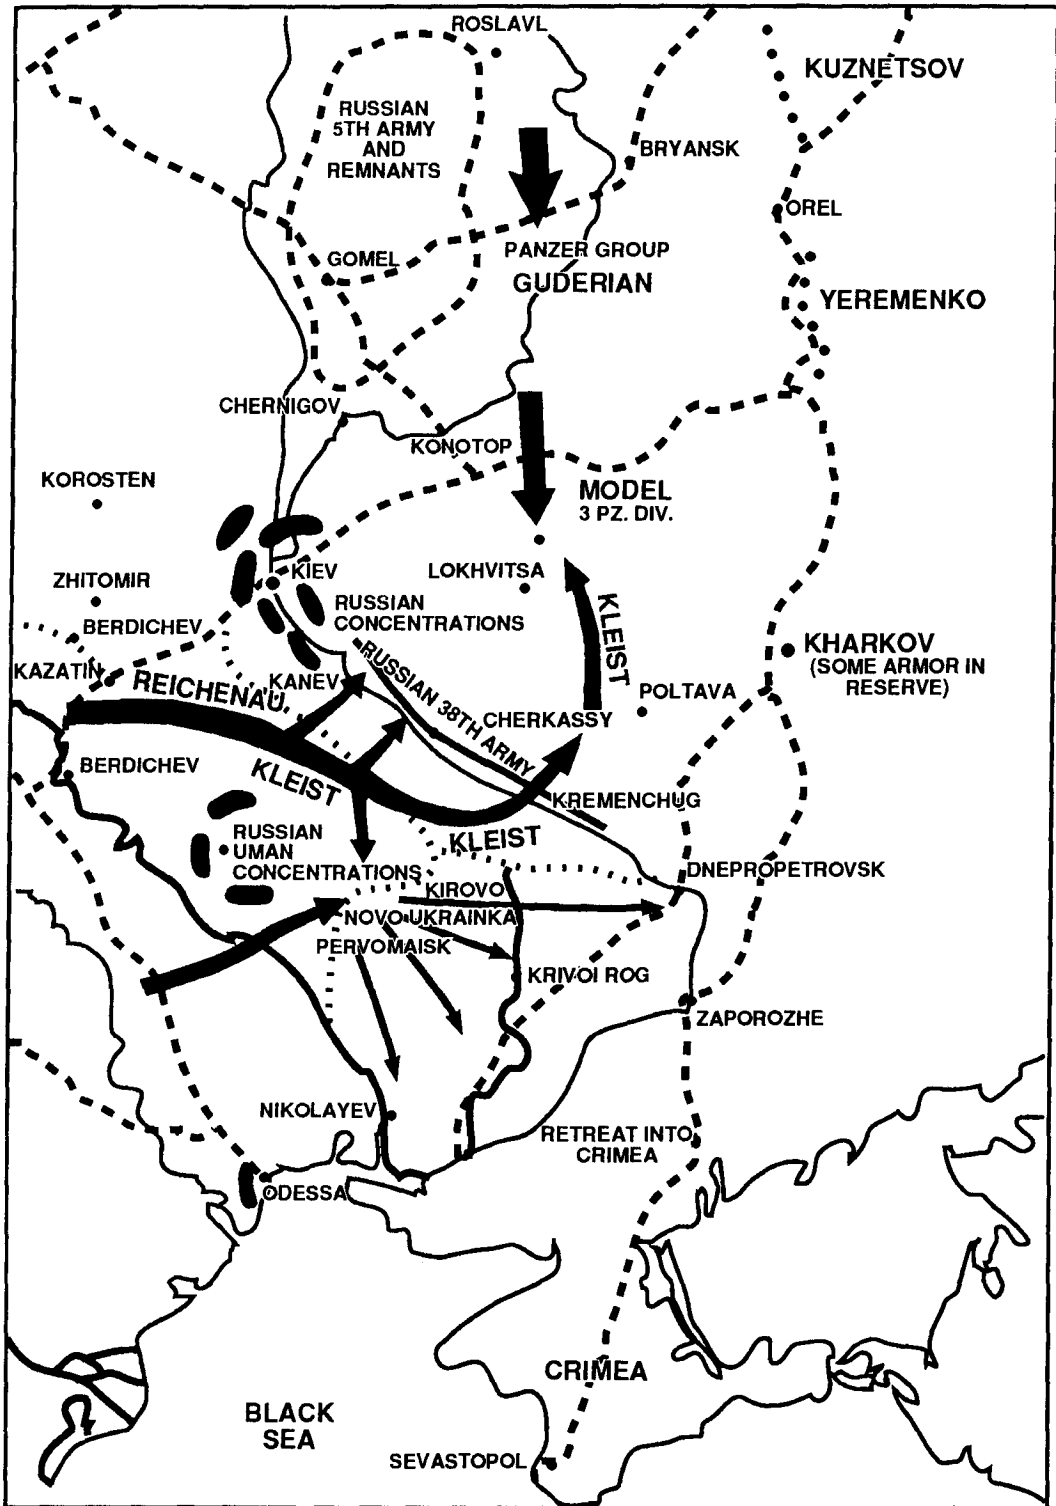 ROSLAVL
KUZNETSOV
RUSSIAN
5TH ARMY
AND
REMNANTS
BRYANSK
OREL
GOMEL
PANZER GROUP
GUDERIAN
YEREMENKO
CHERNIGOV
KONOTOP
KOROSTEN
MODEL
3 PZ. DIV.
KIEV
ZHITOMIR
LOKHVITSA
RUSSIAN
CONCENTRATIONS
KLEIST
BERDICHEV
KHARKOV
(SOME ARMOR IN
RESERVE)
KAZATIN
REICHENAU.
KANEV
RUSSIAN 38TH ARMY
POLTAVA
CHERKASSY
BERDICHEV
KLEIST
KREMENCHUG
KLEIST
RUSSIAN
UMAN
CONCENTRATIONS
DNEPROPETROVSK
KIROVO
NOVO UKRAINKA
PERVOMAISK
KRIVOI ROG
ZAPOROZHE
NIKOLAYEV
RETREAT INTO
CRIMEA
ODESSA
CRIMEA
BLACK
SEA
SEVASTOPOL